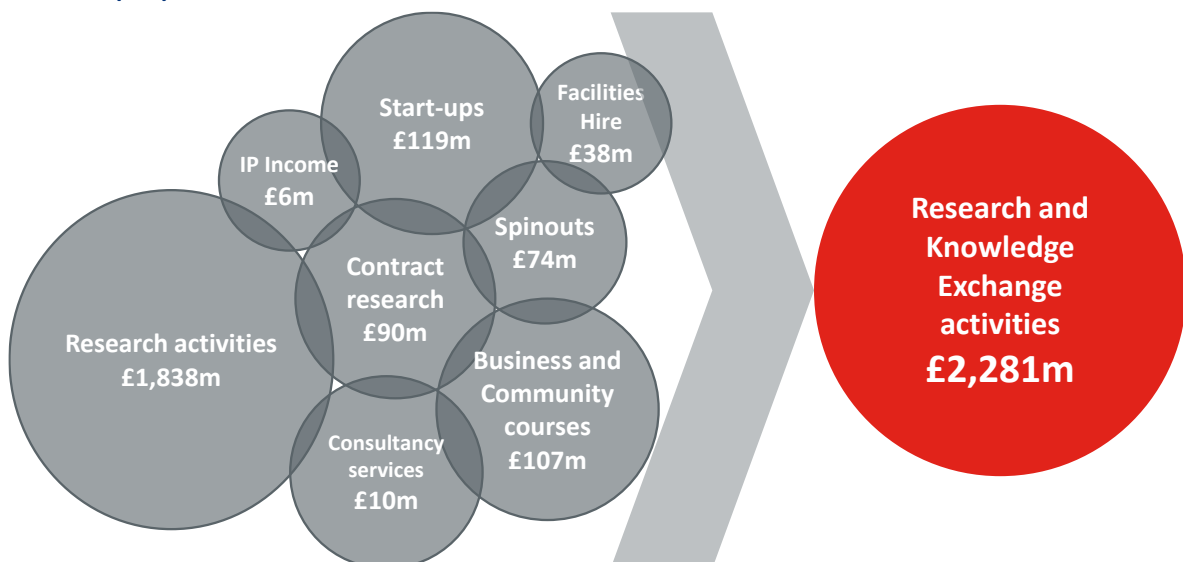 Start-ups
£119m
Facilities
Hire
£38m
IP Income
£6m
Spinouts
£74m
Contract
research
£90m
Research activities
£1,838m
Business and
Community
courses
£107m
Consultancy
services
£10m
Research and
Knowledge
Exchange
activities
£2,281m